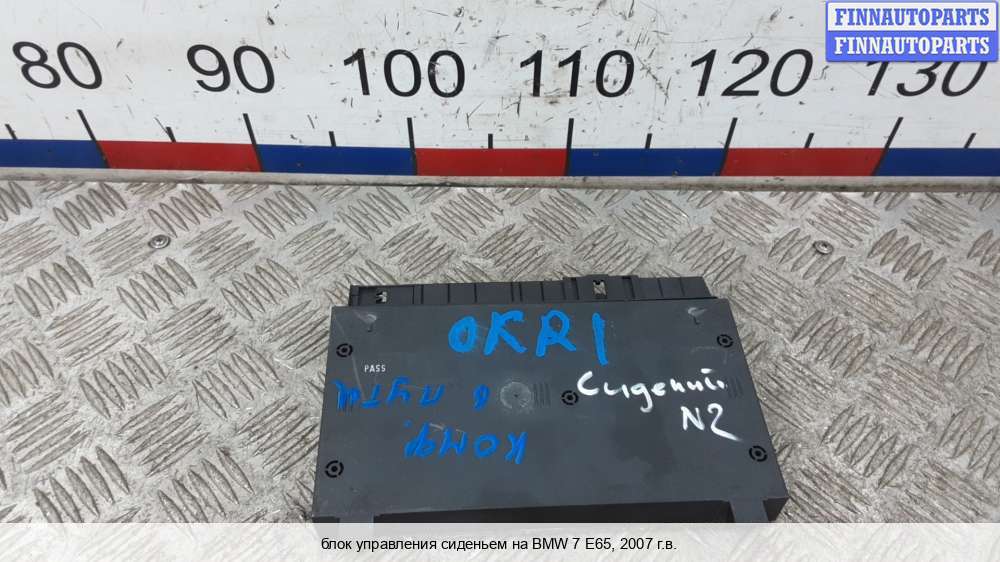 FINNAUTOPARTS
FINNAUTOPARTS
80 90 100 110 120 130
OKR1
PASS
Сидений
N2
комф.
в пути
блок управления сиденьем на BMW 7 E65, 2007 г.в.